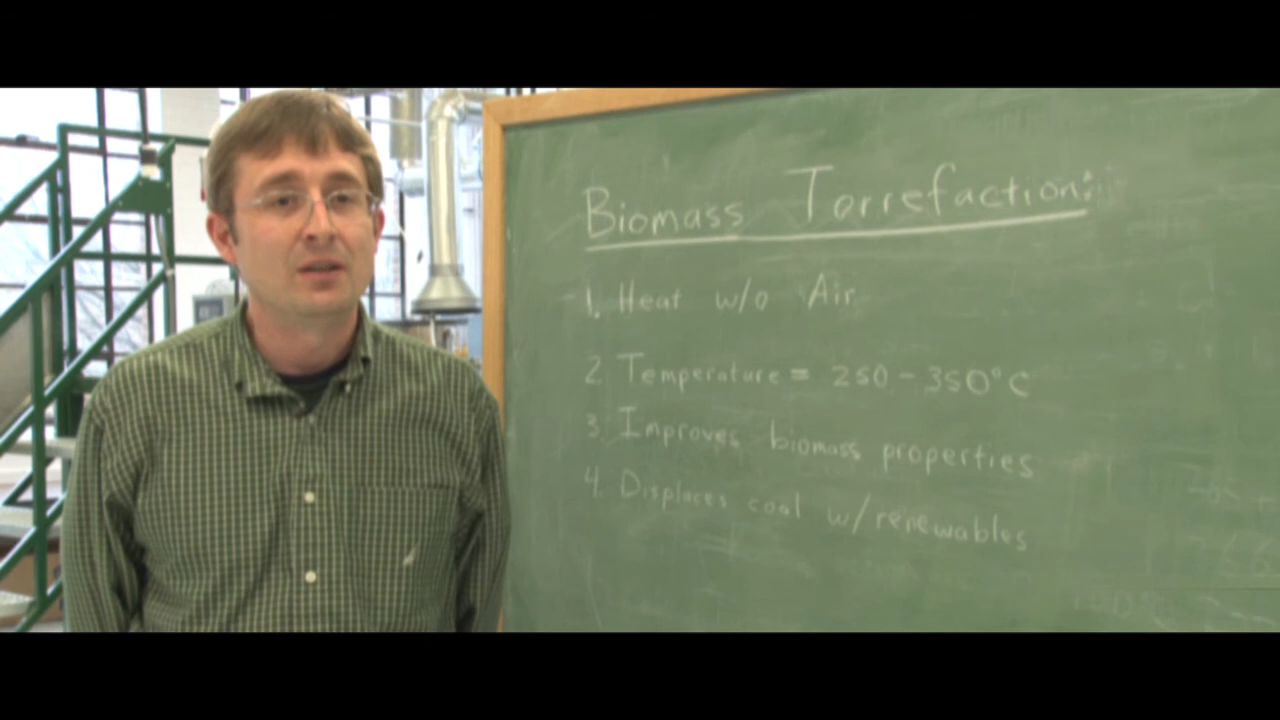 Biomass Torrefaction:
1. Heat w/o Air
2. Temperature = 250 - 350°C
3. Improves biomass properties
4. Displaces coal w/renewables